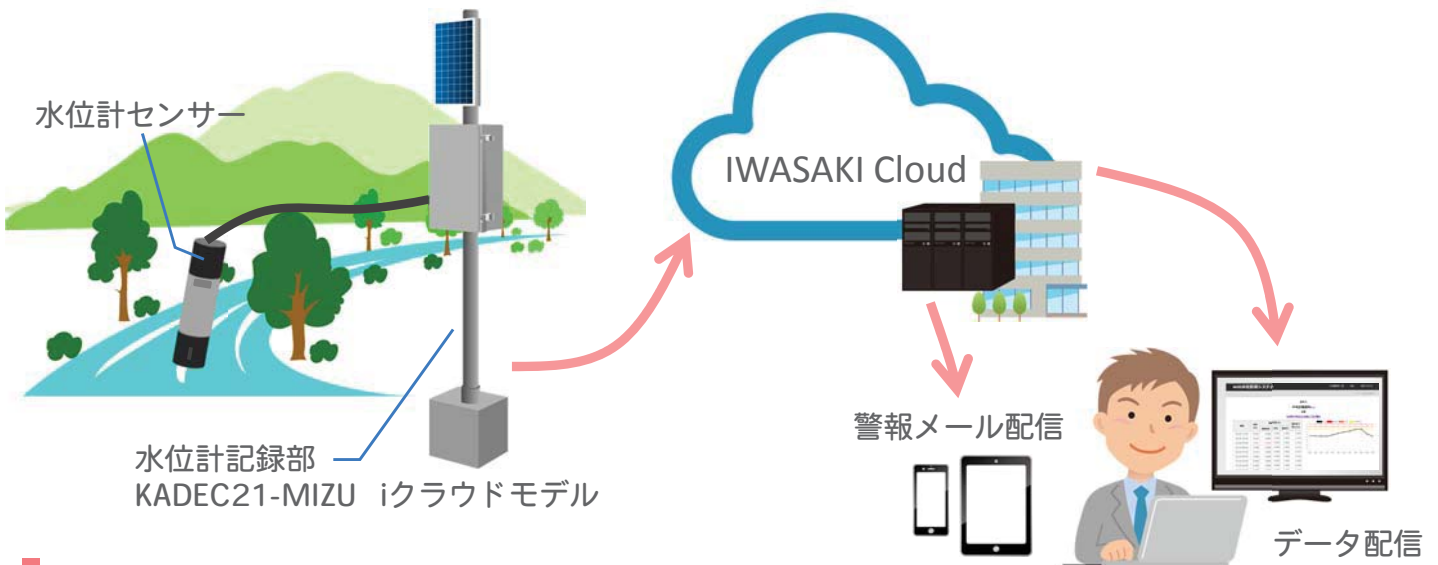 水位計センサー
IWASAKI Cloud
水位計記録部
KADEC21-MIZU iクラウドモデル
警報メール配信
データ配信